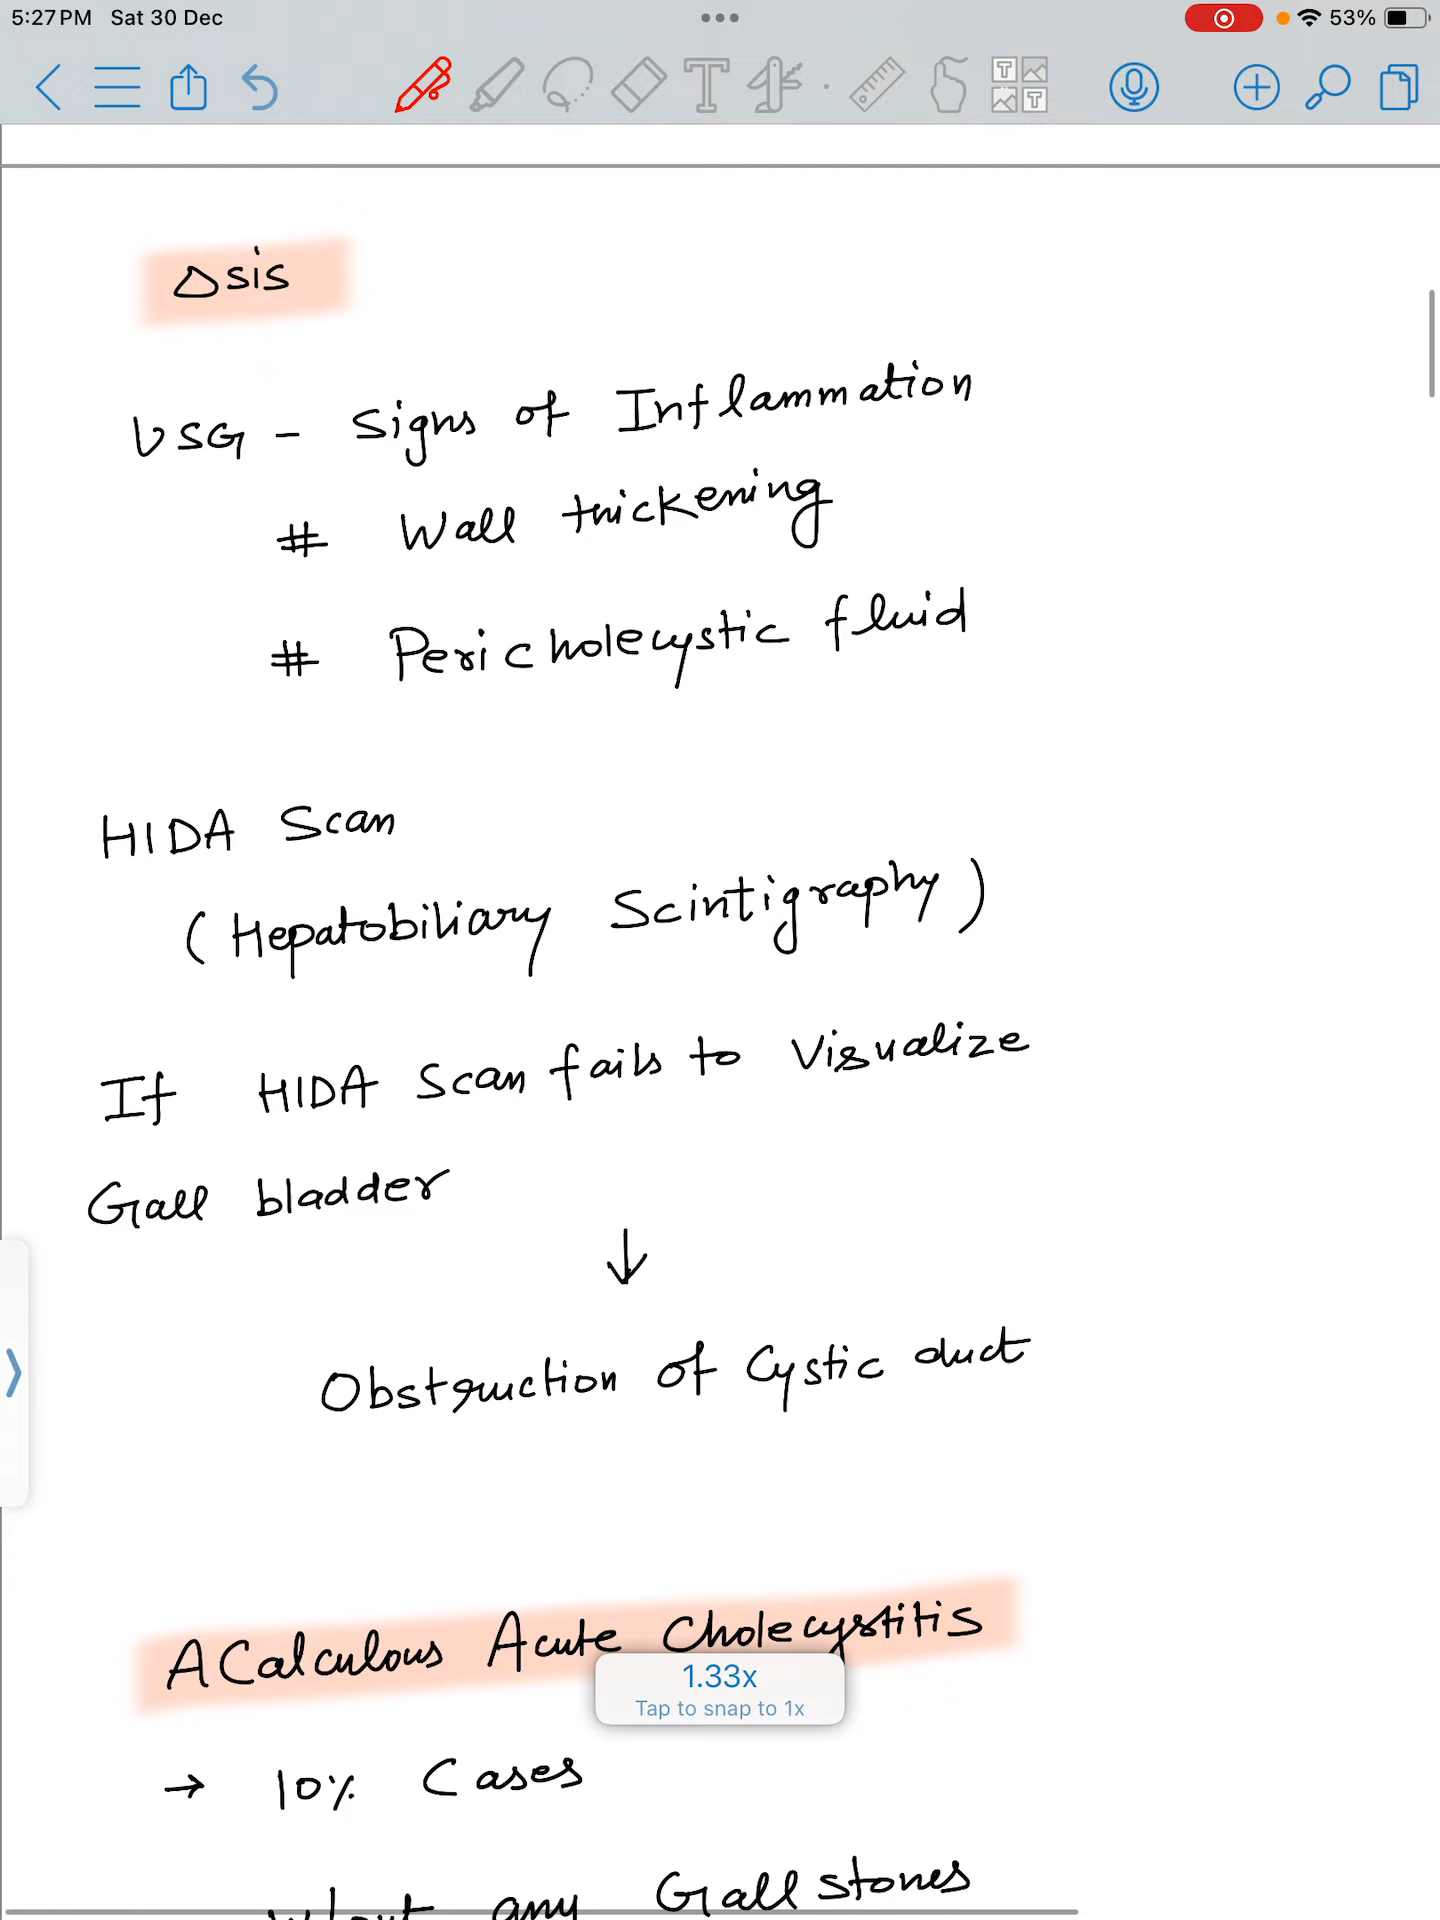 5:27 PM Sat 30 Dec
53%
Δsis
USG - Signs of Inflammation
# Wall thickening
# Pericholecystic fluid
HIDA Scan
(Hepatobiliary Scintigraphy)
If HIDA Scan fails to Visualize
Gall bladder
↓
Obstruction of Cystic duct
ACalculous Acute Cholecystitis
1.33x
Tap to snap to 1x
→ 10% Cases
any Gall stones